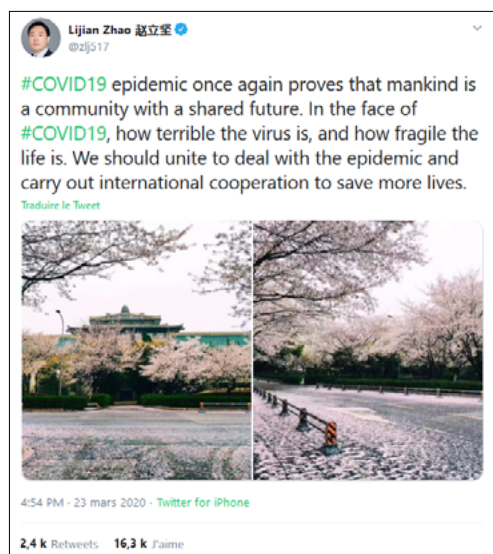 Lijian Zhao 赵立坚
@zlj517
#COVID19 epidemic once again proves that mankind is
a community with a shared future. In the face of
#COVID19, how terrible the virus is, and how fragile the
life is. We should unite to deal with the epidemic and
carry out international cooperation to save more lives.
Traduire le Tweet
4:54 PM · 23 mars 2020 · Twitter for iPhone
2,4 k Retweets 16,3 k J'aime